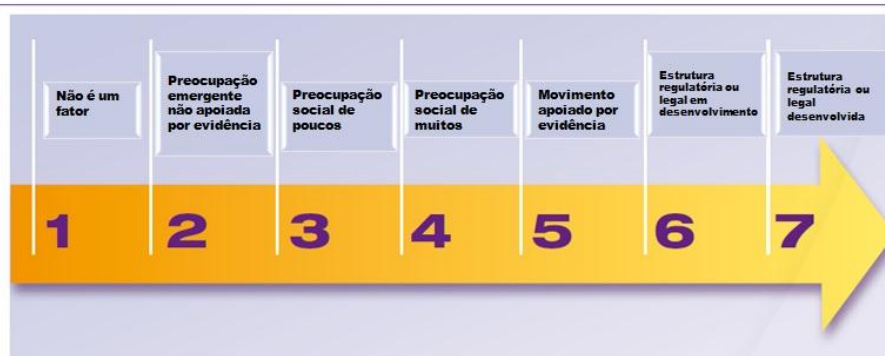 Não é um
fator
Preocupação
emergente
não apoiada
por evidência
Preocupação
social de
poucos
Preocupação
social de
muitos
Movimento
apoiado por
evidência
Estrutura
regulatória ou
legal em
desenvolvimento
Estrutura
regulatória ou
legal
desenvolvida
1 2 3 4 5 6 7